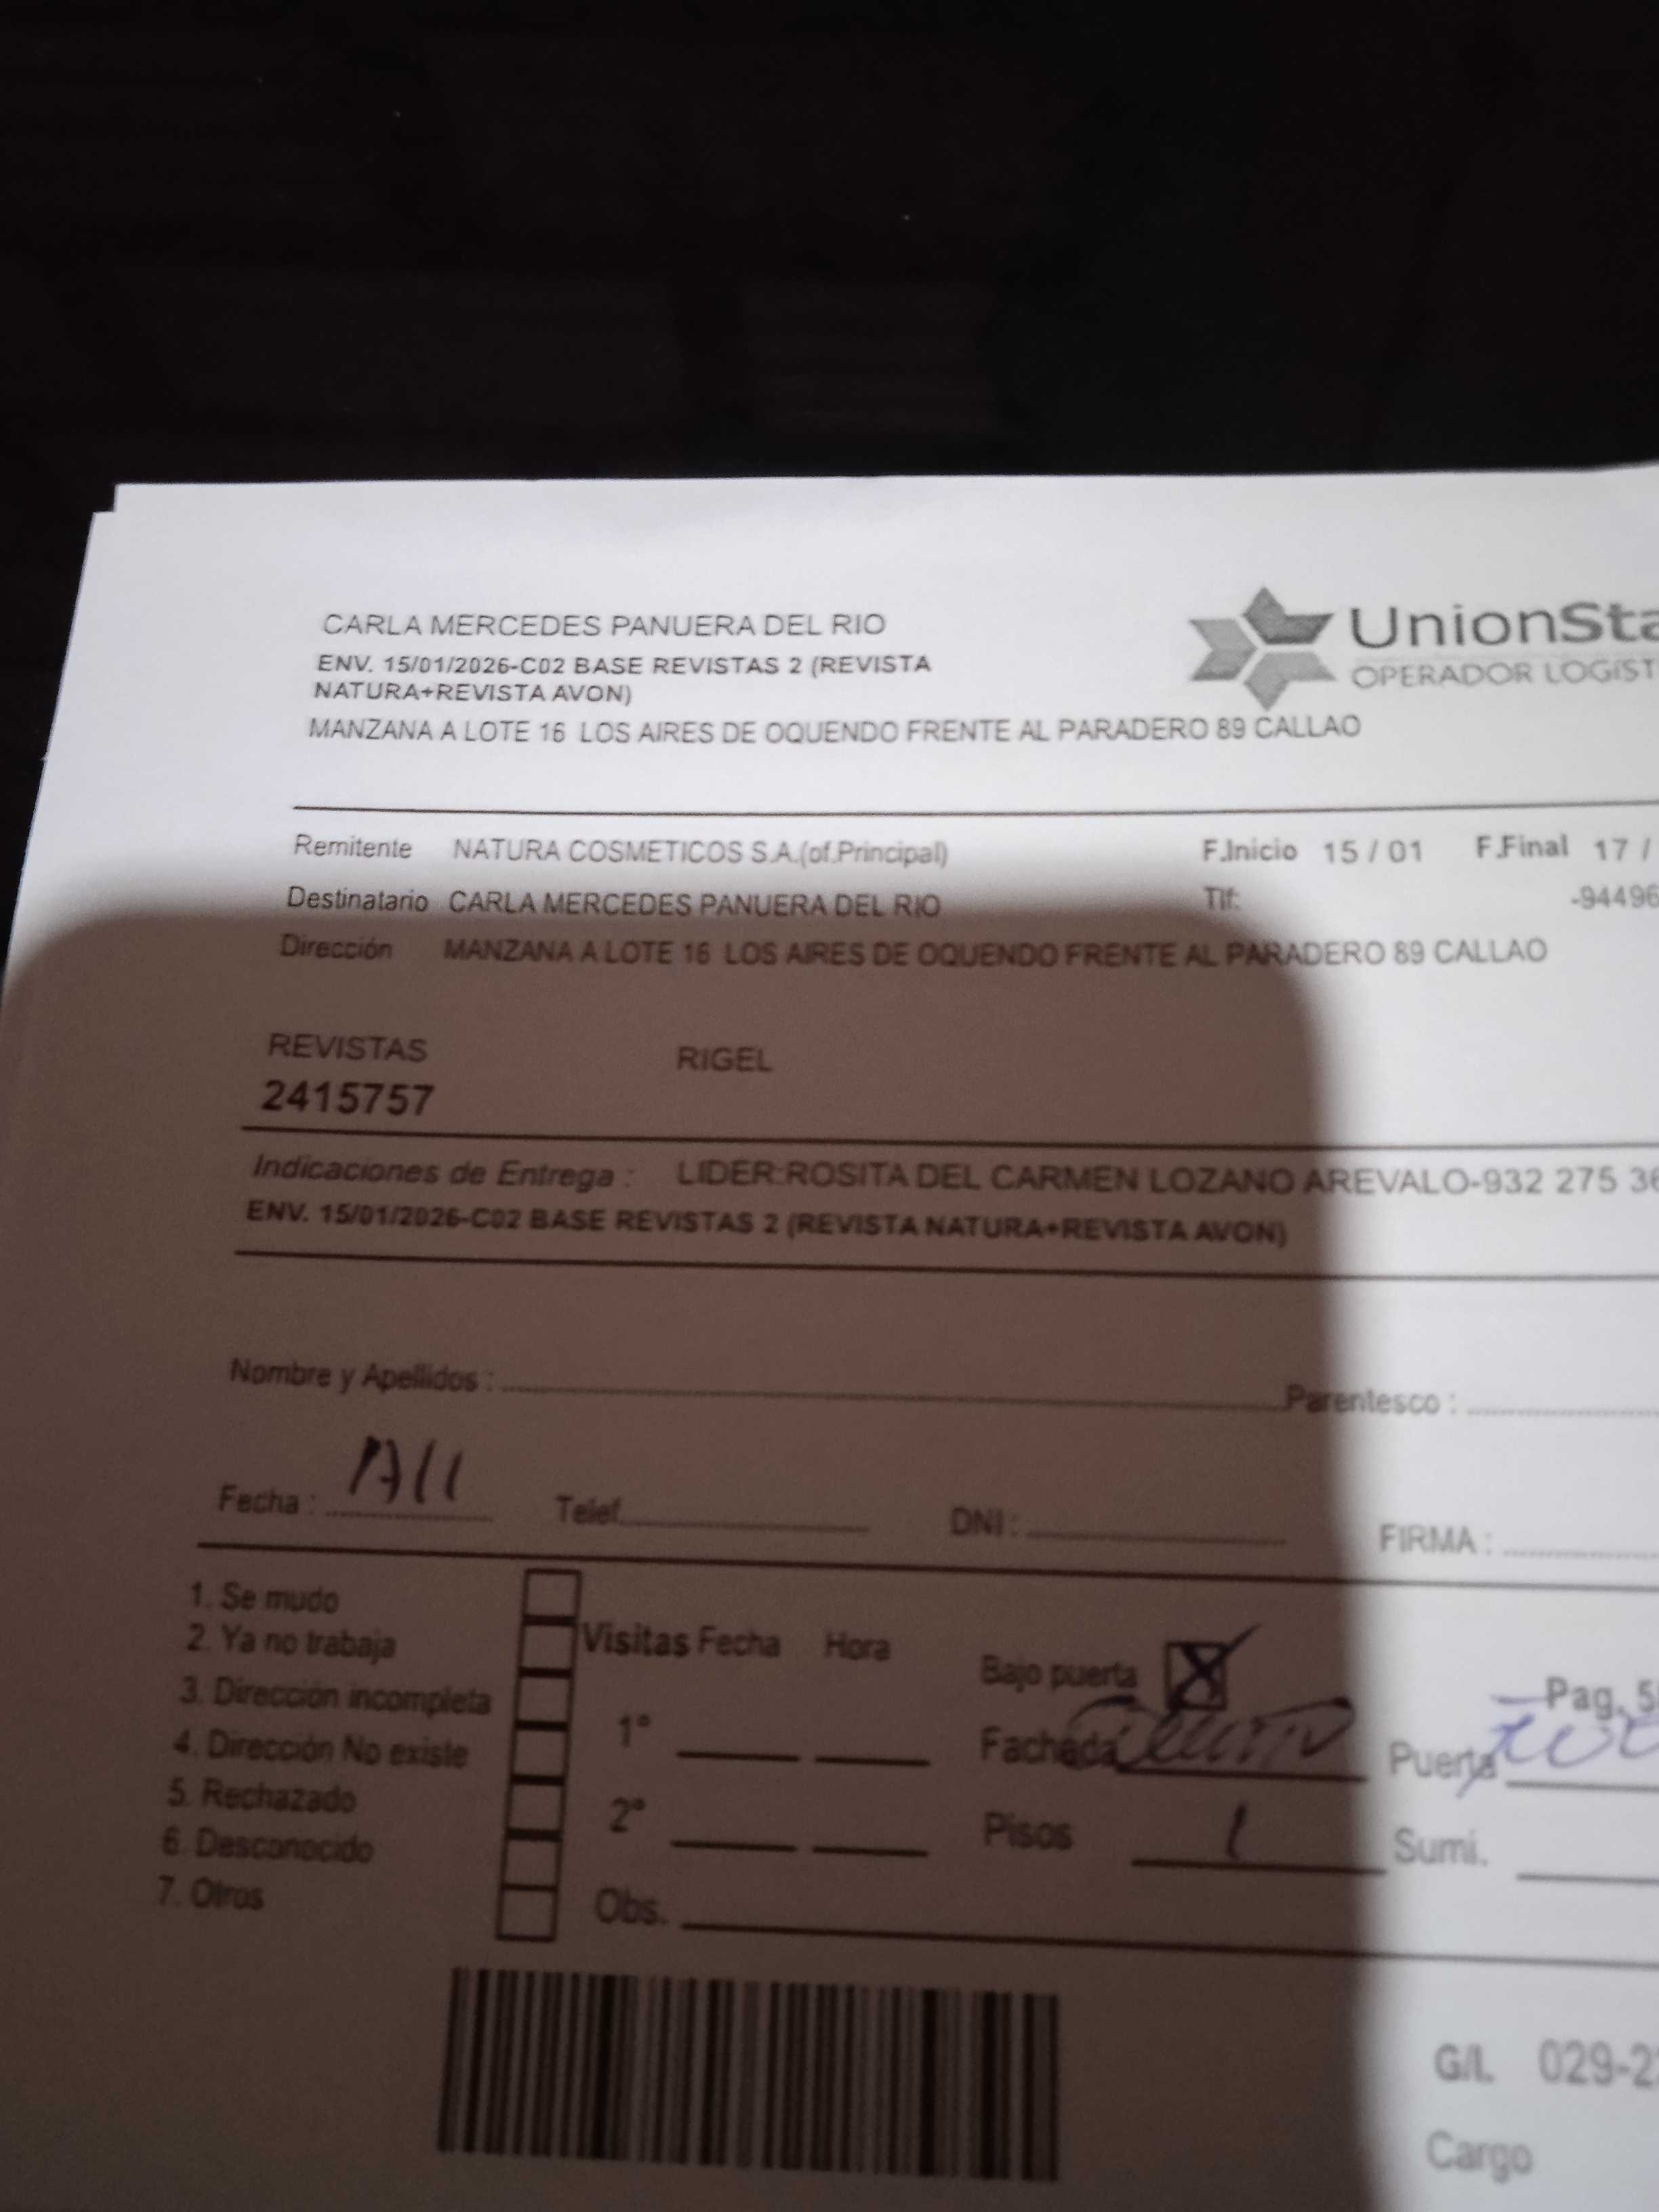 CARLA MERCEDES PANUERA DEL RIO
ENV. 15/01/2026-C02 BASE REVISTAS 2 (REVISTA
NATURA+REVISTA AVON)
MANZANA A LOTE 16 LOS AIRES DE OQUENDO FRENTE AL PARADERO 89 CALLAO
UnionSta
OPERADOR LOGÍST
Remitente NATURA COSMETICOS S.A.(of.Principal) F.Inicio 15 / 01 F.Final 17 /
Destinatario CARLA MERCEDES PANUERA DEL RIO Tlf: -94496
Dirección MANZANA A LOTE 16 LOS AIRES DE OQUENDO FRENTE AL PARADERO 89 CALLAO
REVISTAS RIGEL
2415757
Indicaciones de Entrega : LIDER:ROSITA DEL CARMEN LOZANO AREVALO-932 275 36
ENV. 15/01/2026-C02 BASE REVISTAS 2 (REVISTA NATURA+REVISTA AVON)
Nombre y Apellidos : Parentesco :
Fecha : Telef. DNI : FIRMA :
1. Se mudo
2. Ya no trabaja Visitas Fecha Hora Bajo puerta X
3. Dirección incompleta Pag. 5
4. Dirección No existe 1° Fachada Puerta
5. Rechazado
6. Desconocido 2° Pisos 1 Sumi.
7. Otros Obs.
G/L 029-2
Cargo